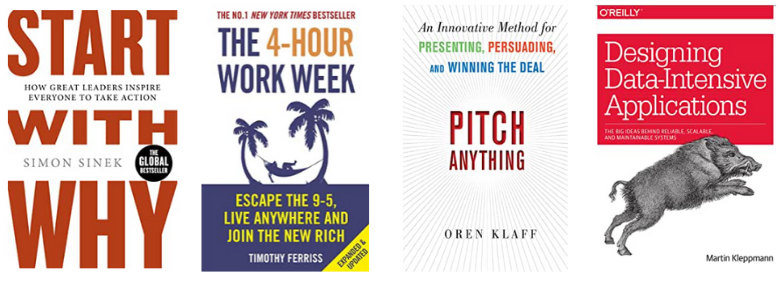 START
HOW GREAT LEADERS INSPIRE
EVERYONE TO TAKE ACTION
WITH
SIMON SINEK
THE
GLOBAL
BESTSELLER
WHY
THE NO.1 NEW YORK TIMES BESTSELLER
THE 4-HOUR
WORK WEEK
ESCAPE THE 9-5,
LIVE ANYWHERE AND
JOIN THE NEW RICH
TIMOTHY FERRISS
EXPANDED &
UPDATED
An Innovative Method for
PRESENTING, PERSUADING,
AND WINNING THE DEAL
PITCH
ANYTHING
OREN KLAFF
O'REILLY®
Designing
Data-Intensive
Applications
THE BIG IDEAS BEHIND RELIABLE, SCALABLE,
AND MAINTAINABLE SYSTEMS
Martin Kleppmann